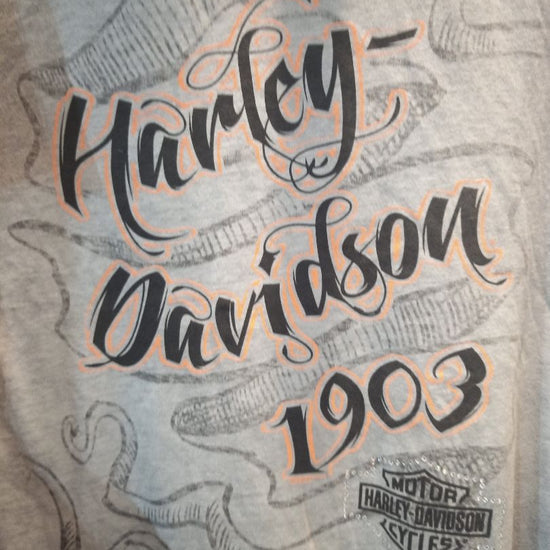 Harley-
Davidson
1903
MOTOR
HARLEY-DAVIDSON
CYCLES